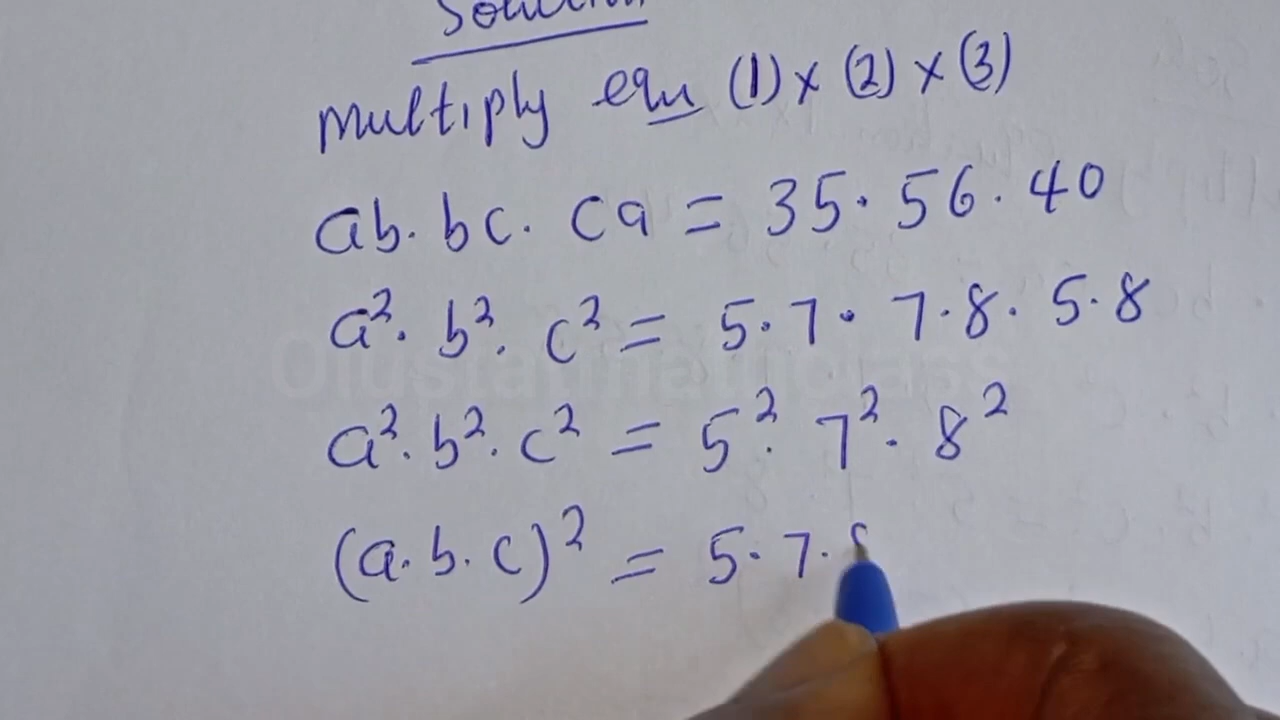 Solution
Multiply eqn (1) × (2) × (3)
ab. bc. ca = 35. 56. 40
a². b². c² = 5.7. 7.8. 5.8
a².b².c² = 5². 7². 8²
(a.b.c)² = 5.7.